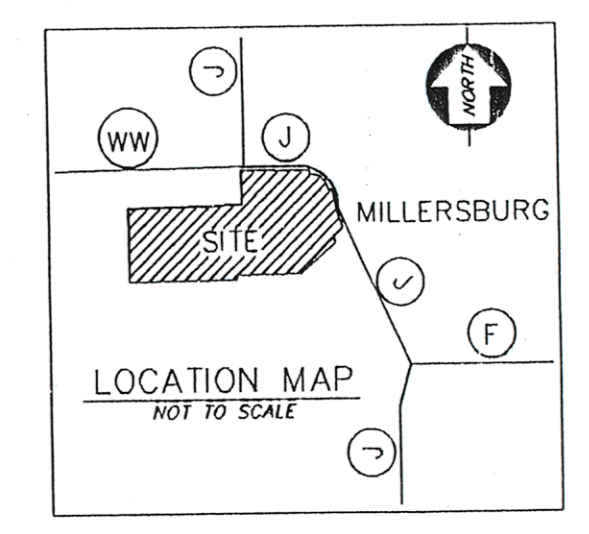 J
NORTH
WW
J
MILLERSBURG
SITE
J
F
LOCATION MAP
NOT TO SCALE
J